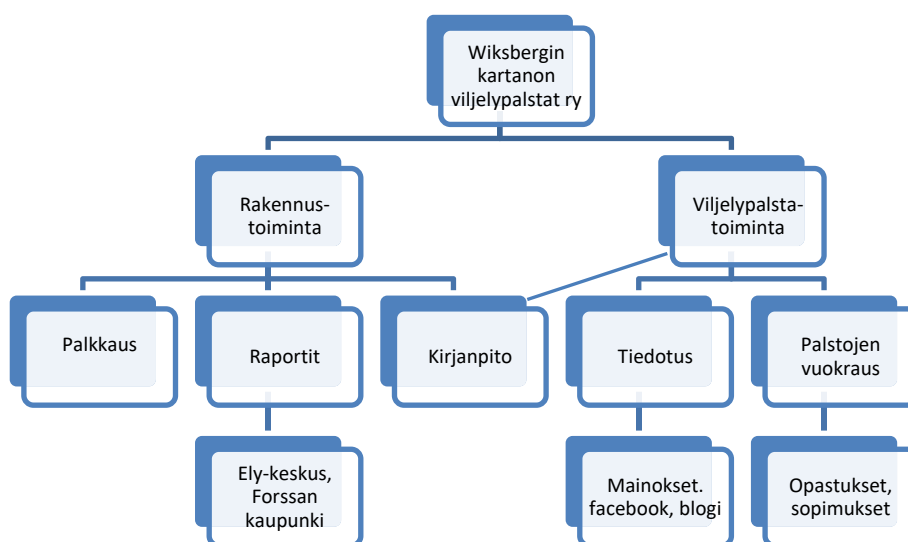 Wiksbergin
kartanon
viljelypalstat ry
Rakennus-
toiminta
Viljelypalsta-
toiminta
Palkkaus
Raportit
Kirjanpito
Tiedotus
Palstojen
vuokraus
Ely-keskus,
Forssan
kaupunki
Mainokset.
facebook, blogi
Opastukset,
sopimukset